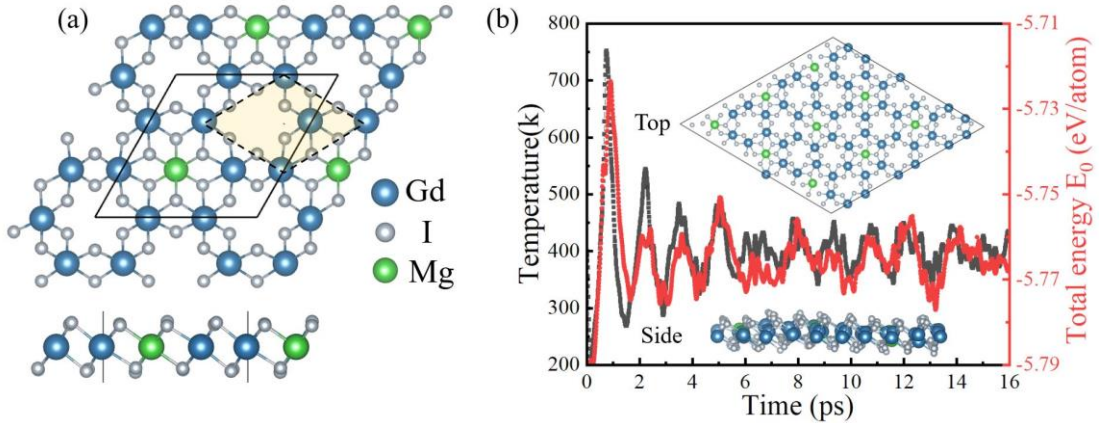 (a)
Gd
I
Mg
(b)
800
700
600
500
400
300
200
Temperature(k)
Top
Side
0 2 4 6 8 10 12 14 16
Time (ps)
-5.71
-5.73
-5.75
-5.77
-5.79
Total energy E₀ (eV/atom)